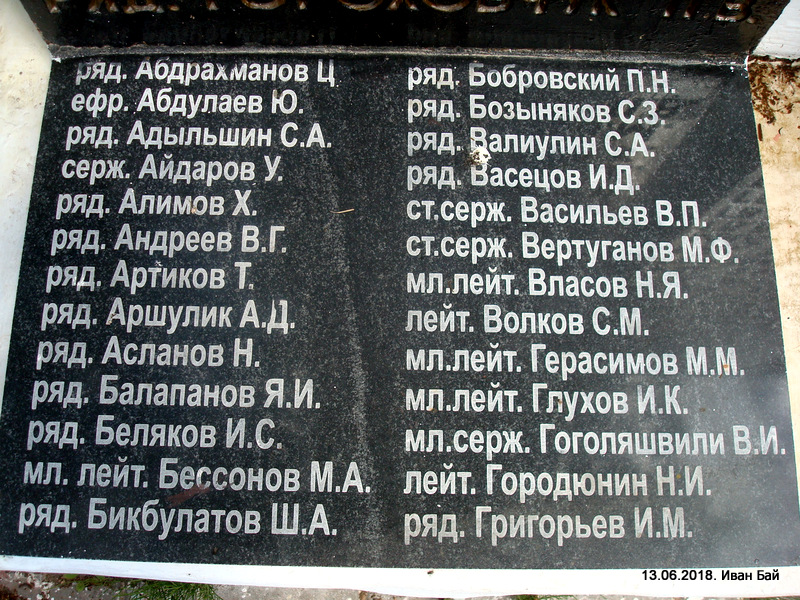 ряд. Абдрахманов Ц
ефр. Абдулаев Ю.
ряд. Адыльшин С.А.
серж. Айдаров У.
ряд. Алимов Х.
ряд. Андреев В.Г.
ряд. Артиков Т.
ряд. Аршулик А.Д.
ряд. Асланов Н.
ряд. Балапанов Я.И.
ряд. Беляков И.С.
мл. лейт. Бессонов М.А.
ряд. Бикбулатов Ш.А.
ряд. Бобровский П.Н.
ряд. Бозыняков С.З.
ряд. Валиулин С.А.
ряд. Васецов И.Д.
ст.серж. Васильев В.П.
ст.серж. Вертуганов М.Ф.
мл.лейт. Власов Н.Я.
лейт. Волков С.М.
мл.лейт. Герасимов М.М.
мл.лейт. Глухов И.К.
мл.серж. Гоголяшвили В.И.
лейт. Городюнин Н.И.
ряд. Григорьев И.М.
13.06.2018. Иван Бай